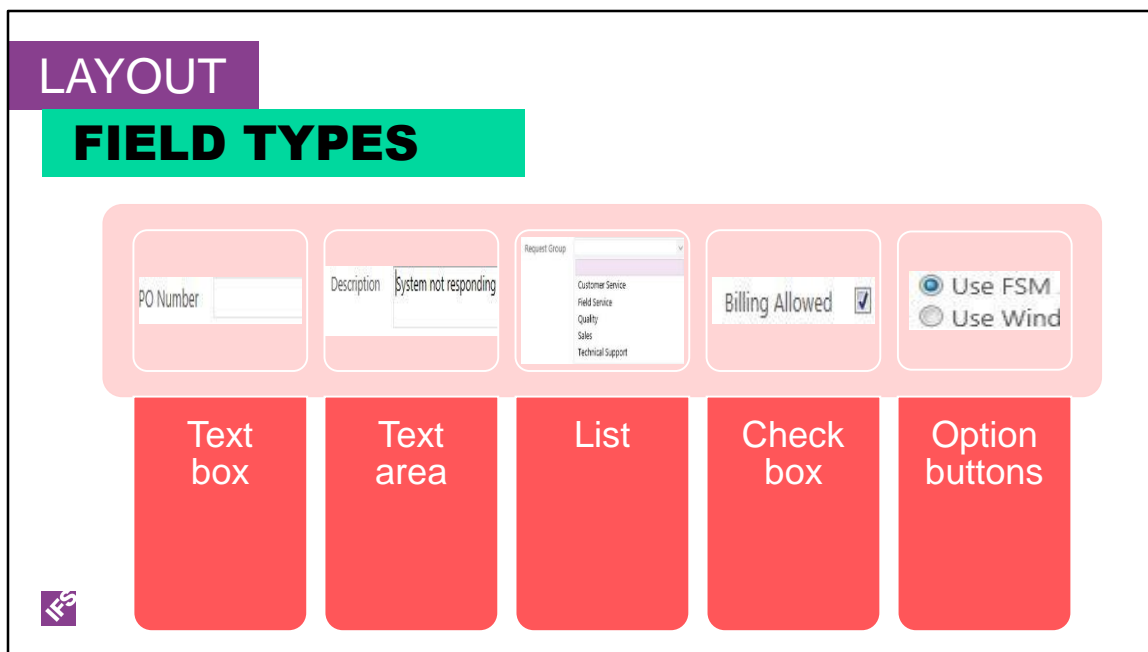 LAYOUT
FIELD TYPES
PO Number
Description System not responding
Request Group
Customer Service
Field Service
Quality
Sales
Technical Support
Billing Allowed
Use FSM
Use Wind
Text
box
Text
area
List
Check
box
Option
buttons
IFS